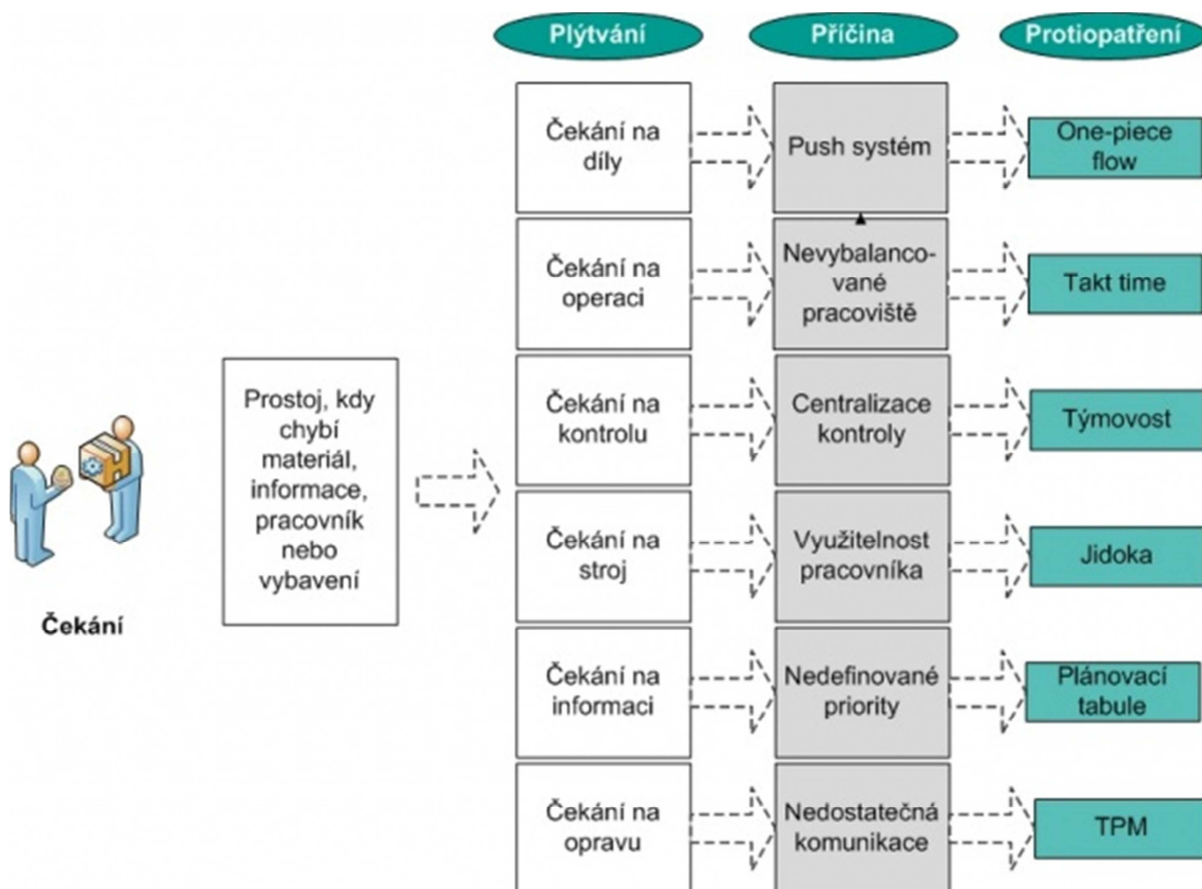 Plýtvání
Příčina
Protiopatření
Čekání na
díly
Push systém
One-piece
flow
Čekání na
operaci
Nevybalanco-
vané
pracoviště
Takt time
Prostoj, kdy
chybí
materiál,
informace,
pracovník
nebo
vybavení
Čekání
Čekání na
kontrolu
Centralizace
kontroly
Týmovost
Čekání na
stroj
Využitelnost
pracovníka
Jidoka
Čekání na
informaci
Nedefinované
priority
Plánovací
tabule
Čekání na
opravu
Nedostatečná
komunikace
TPM